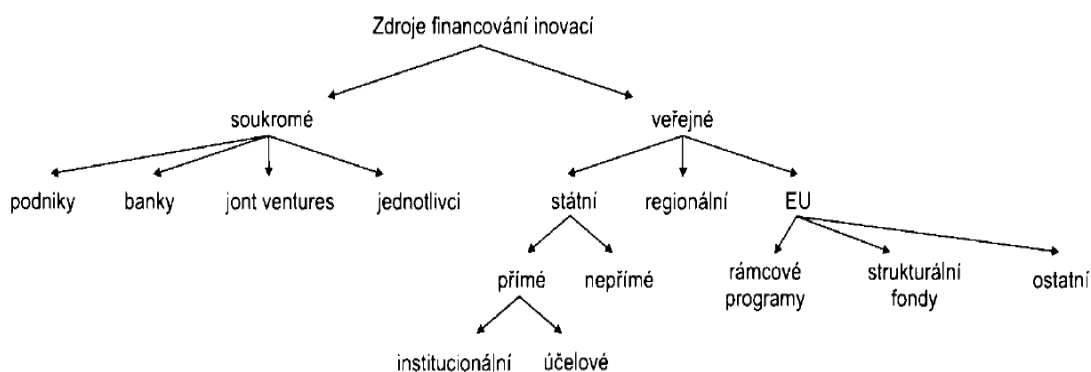 Zdroje financování inovací
soukromé veřejné
podniky banky jont ventures jednotlivci státní regionální EU
přímé nepřímé rámcové programy strukturální fondy ostatní
institucionální účelové